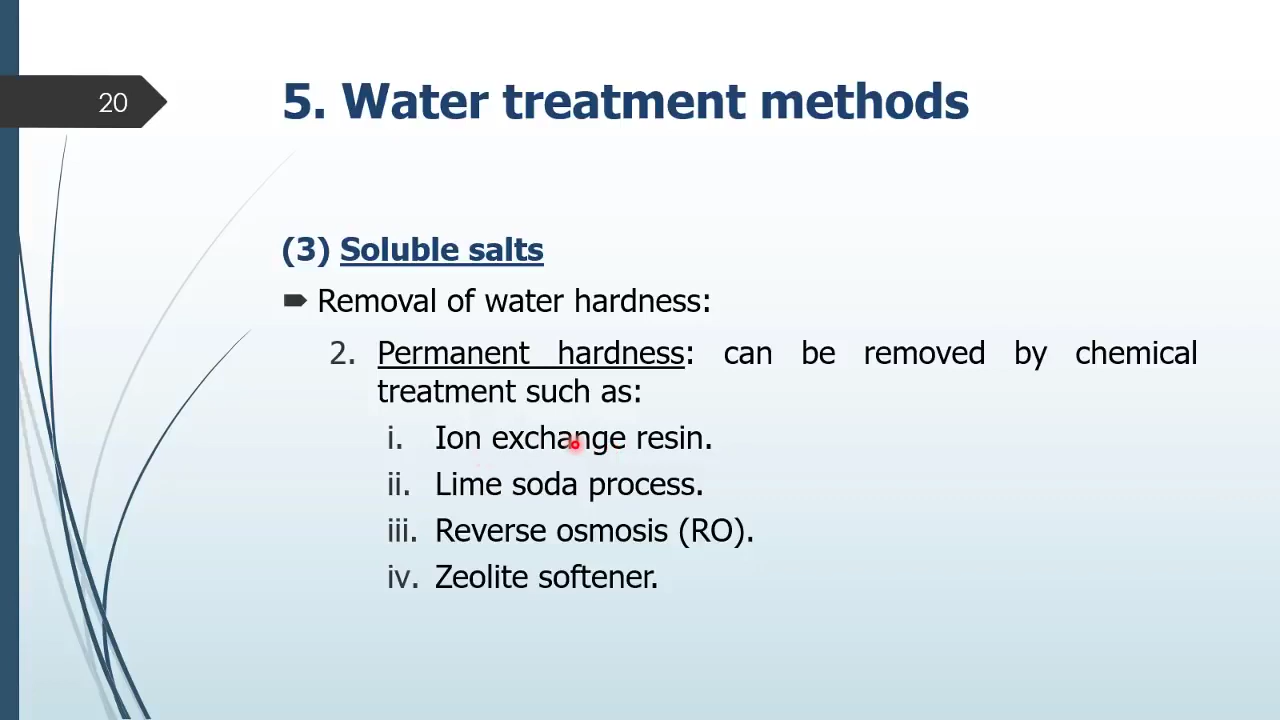 20
5. Water treatment methods
(3) Soluble salts
Removal of water hardness:
2. Permanent hardness: can be removed by chemical
treatment such as:
i. Ion exchange resin.
ii. Lime soda process.
iii. Reverse osmosis (RO).
iv. Zeolite softener.